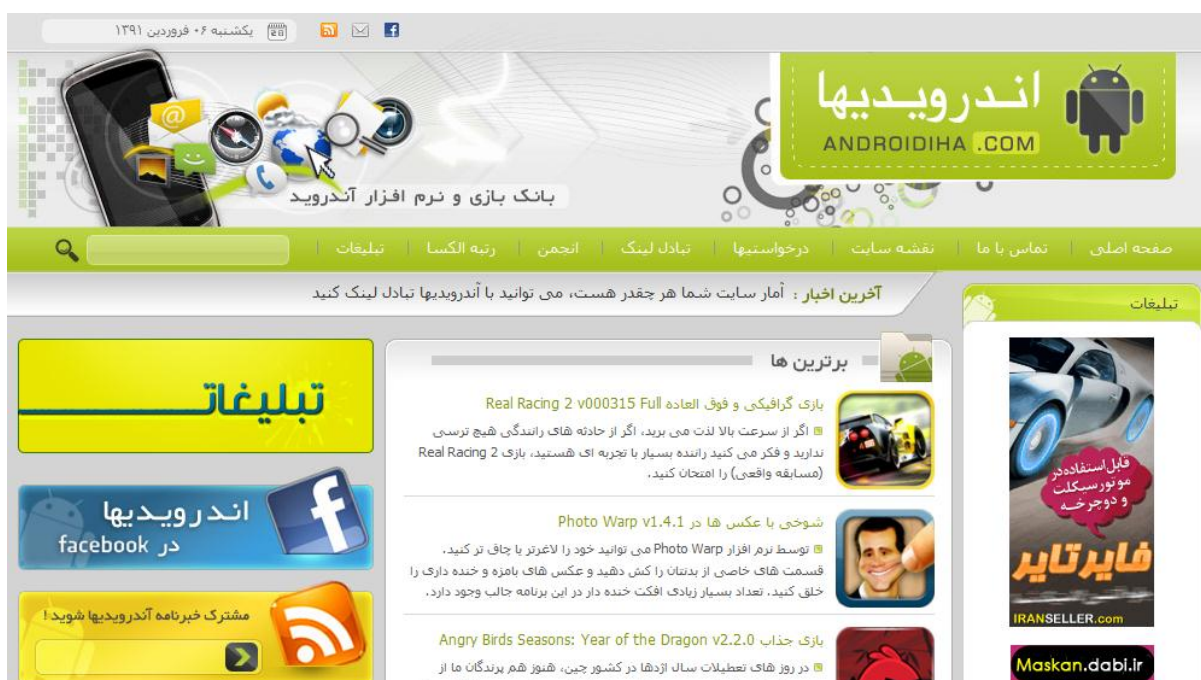 یکشنبه ۰۶ فروردین ۱۳۹۱
اندرویدیها
ANDROIDIHA .COM
بانک بازی و نرم افزار آندروید
صفحه اصلی | تماس با ما | نقشه سایت | درخواستیها | تبادل لینک | انجمن | رتبه الکسا | تبلیغات
آخرین اخبار : آمار سایت شما هر چقدر هست، می توانید با آندرویدیها تبادل لینک کنید
تبلیغات
قابل استفاده در
موتورسیکلت
و دوچرخه
فایرتایر
IRANSELLER.com
Maskan.dabi.ir
برترین ها
بازی گرافیکی و فوق العاده Real Racing 2 v000315 Full
اگر از سرعت بالا لذت می برید، اگر از حادثه های رانندگی هیچ ترسی
ندارید و فکر می کنید راننده بسیار با تجربه ای هستید، بازی Real Racing 2
(مسابقه واقعی) را امتحان کنید.
شوخی با عکس ها در Photo Warp v1.4.1
توسط نرم افزار Photo Warp می توانید خود را لاغرتر یا چاق تر کنید.
قسمت های خاصی از بدنتان را کش دهید و عکس های بامزه و خنده داری را
خلق کنید. تعداد بسیار زیادی افکت خنده دار در این برنامه جالب وجود دارد.
بازی جذاب Angry Birds Seasons: Year of the Dragon v2.2.0
در روز های تعطیلات سال اژدها در کشور چین، هنوز هم پرندگان ما از
تبلیغات
اندرویدیها
در facebook
مشترک خبرنامه آندرویدیها شوید !